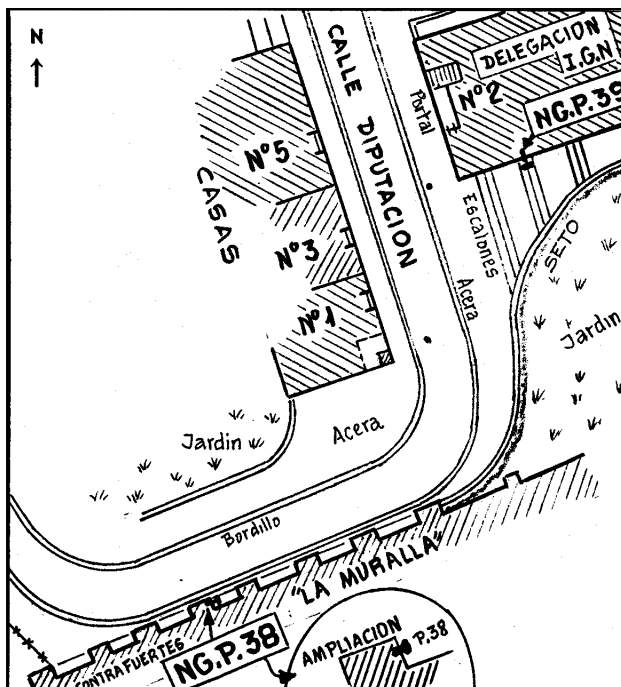 N
CALLE DIPUTACION
DELEGACION
I.G.N
Nº2
Portal
NG.P.39
Nº5
CASAS
Nº3
Nº1
Escalones
SETO
Acera
Jardin
Jardin
Acera
Bordillo
"LA MURALLA"
CONTRAFUERTES
NG.P.38
AMPLIACION
P.38